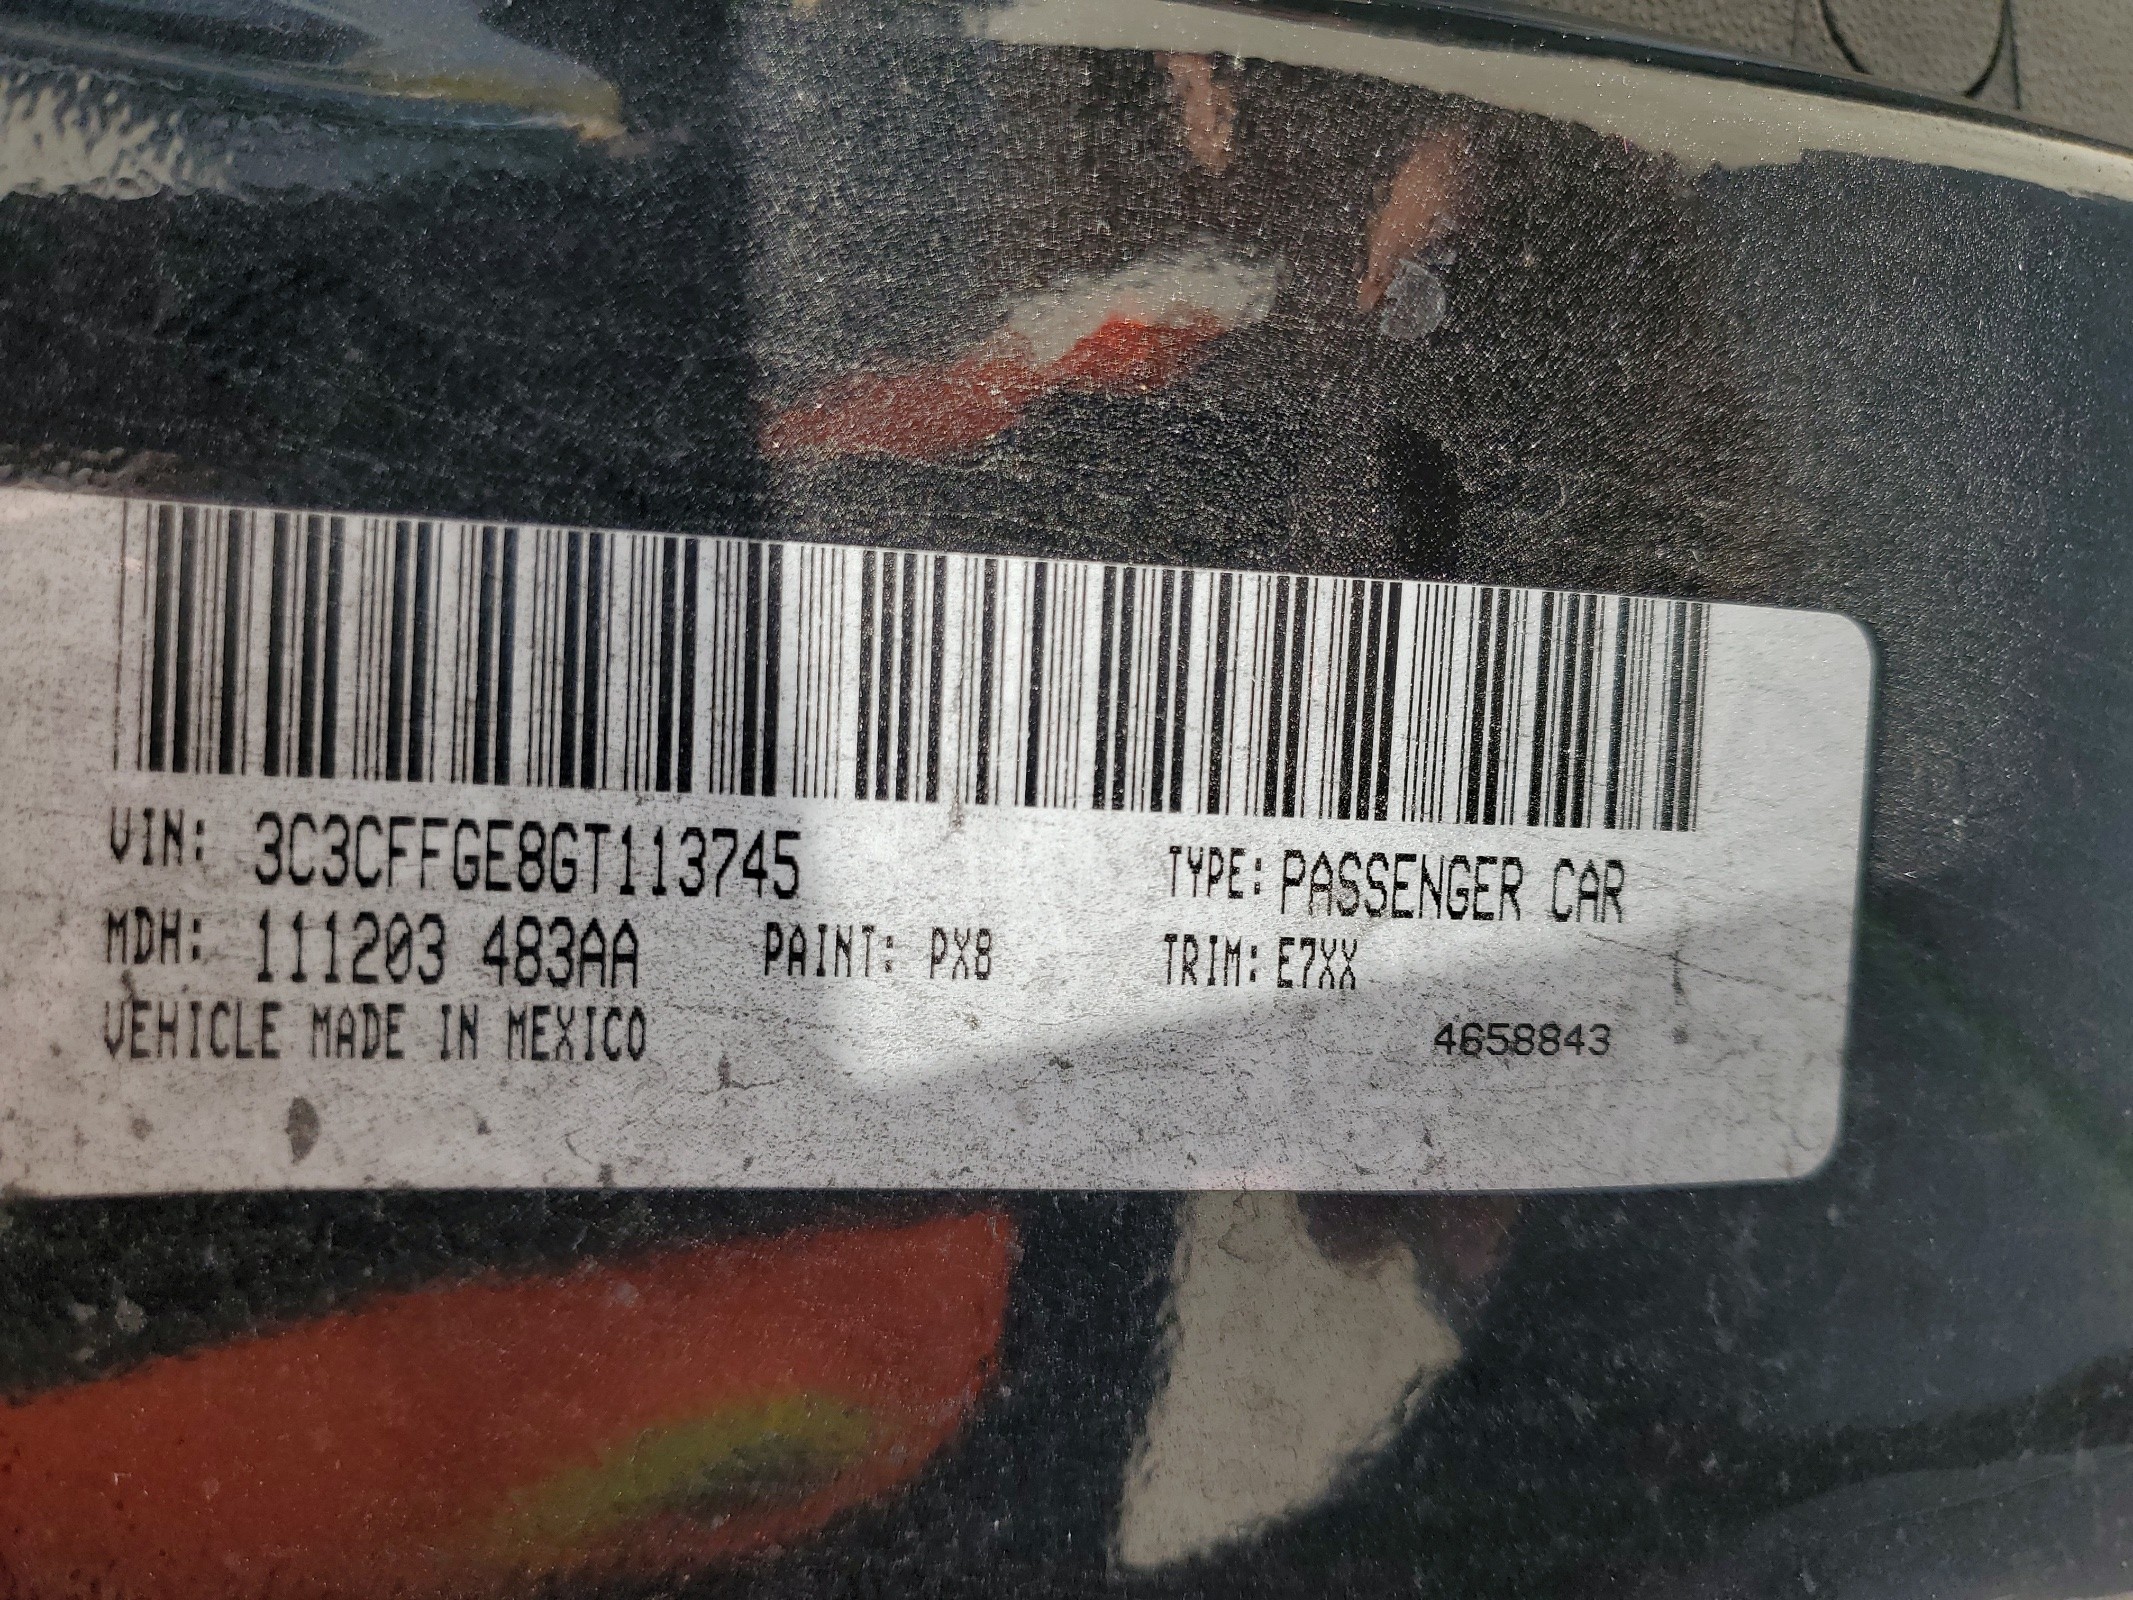 VIN: 3C3CFFGE8GT113745 TYPE: PASSENGER CAR
MDH: 111203 483AA PAINT: PX8 TRIM: E7XX
VEHICLE MADE IN MEXICO 4658843